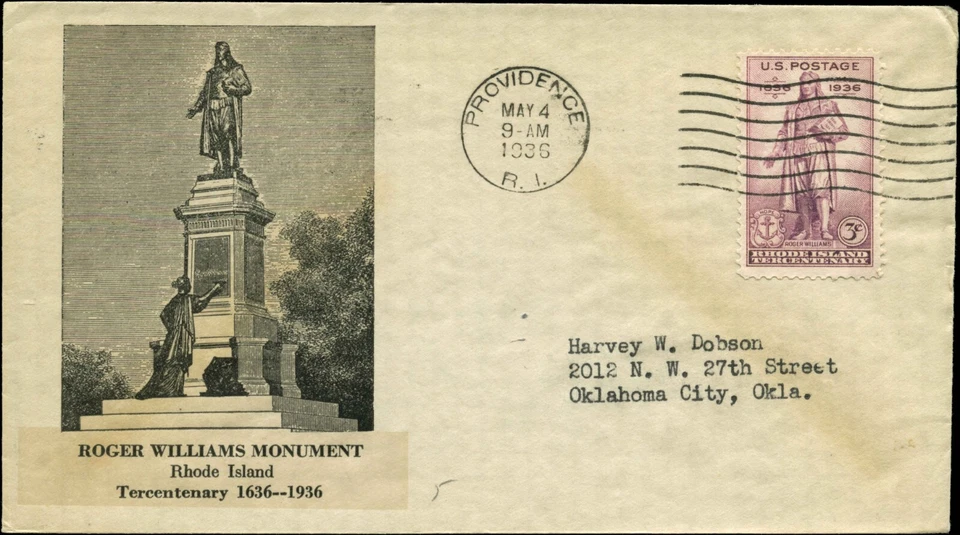 ROGER WILLIAMS MONUMENT
Rhode Island
Tercentenary 1636--1936
PROVIDENCE
MAY 4
9-AM
1936
R. I.
U.S. POSTAGE
1636 1936
3¢
ROGER WILLIAMS
RHODE ISLAND
TERCENTENARY
Harvey W. Dobson
2012 N. W. 27th Street
Oklahoma City, Okla.
5